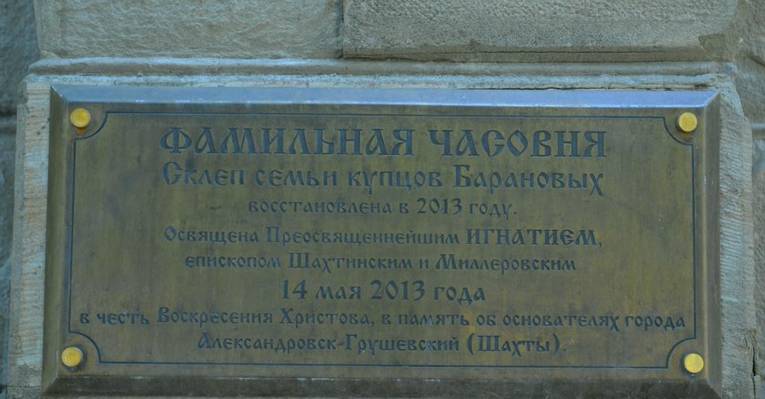 ФАМИЛЬНАЯ ЧАСОВНЯ
Склеп семьи купцов Барановых
восстановлена в 2013 году.
Освящена Преосвященнейшим ИГНАТИЕМ,
епископом Шахтинским и Миллеровским
14 мая 2013 года
в честь Воскресения Христова, в память об основателях города
Александровск-Грушевский (Шахты).